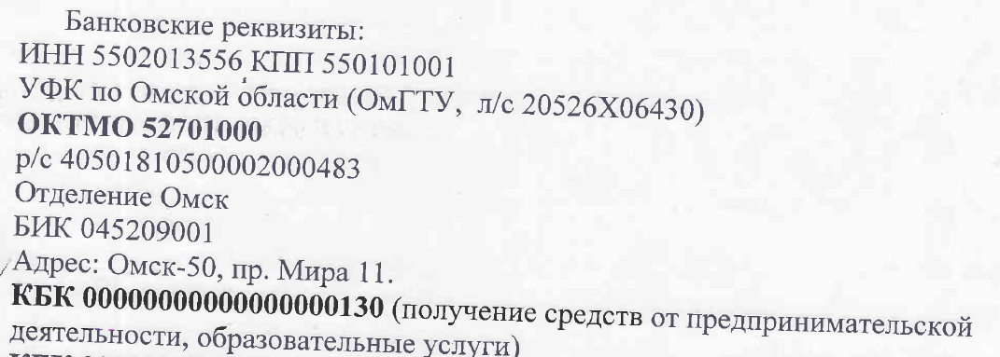 Банковские реквизиты:
ИНН 5502013556 КПП 550101001
УФК по Омской области (ОмГТУ, л/с 20526Х06430)
ОКТМО 52701000
р/с 40501810500002000483
Отделение Омск
БИК 045209001
Адрес: Омск-50, пр. Мира 11.
КБК 00000000000000000130 (получение средств от предпринимательской
деятельности, образовательные услуги)